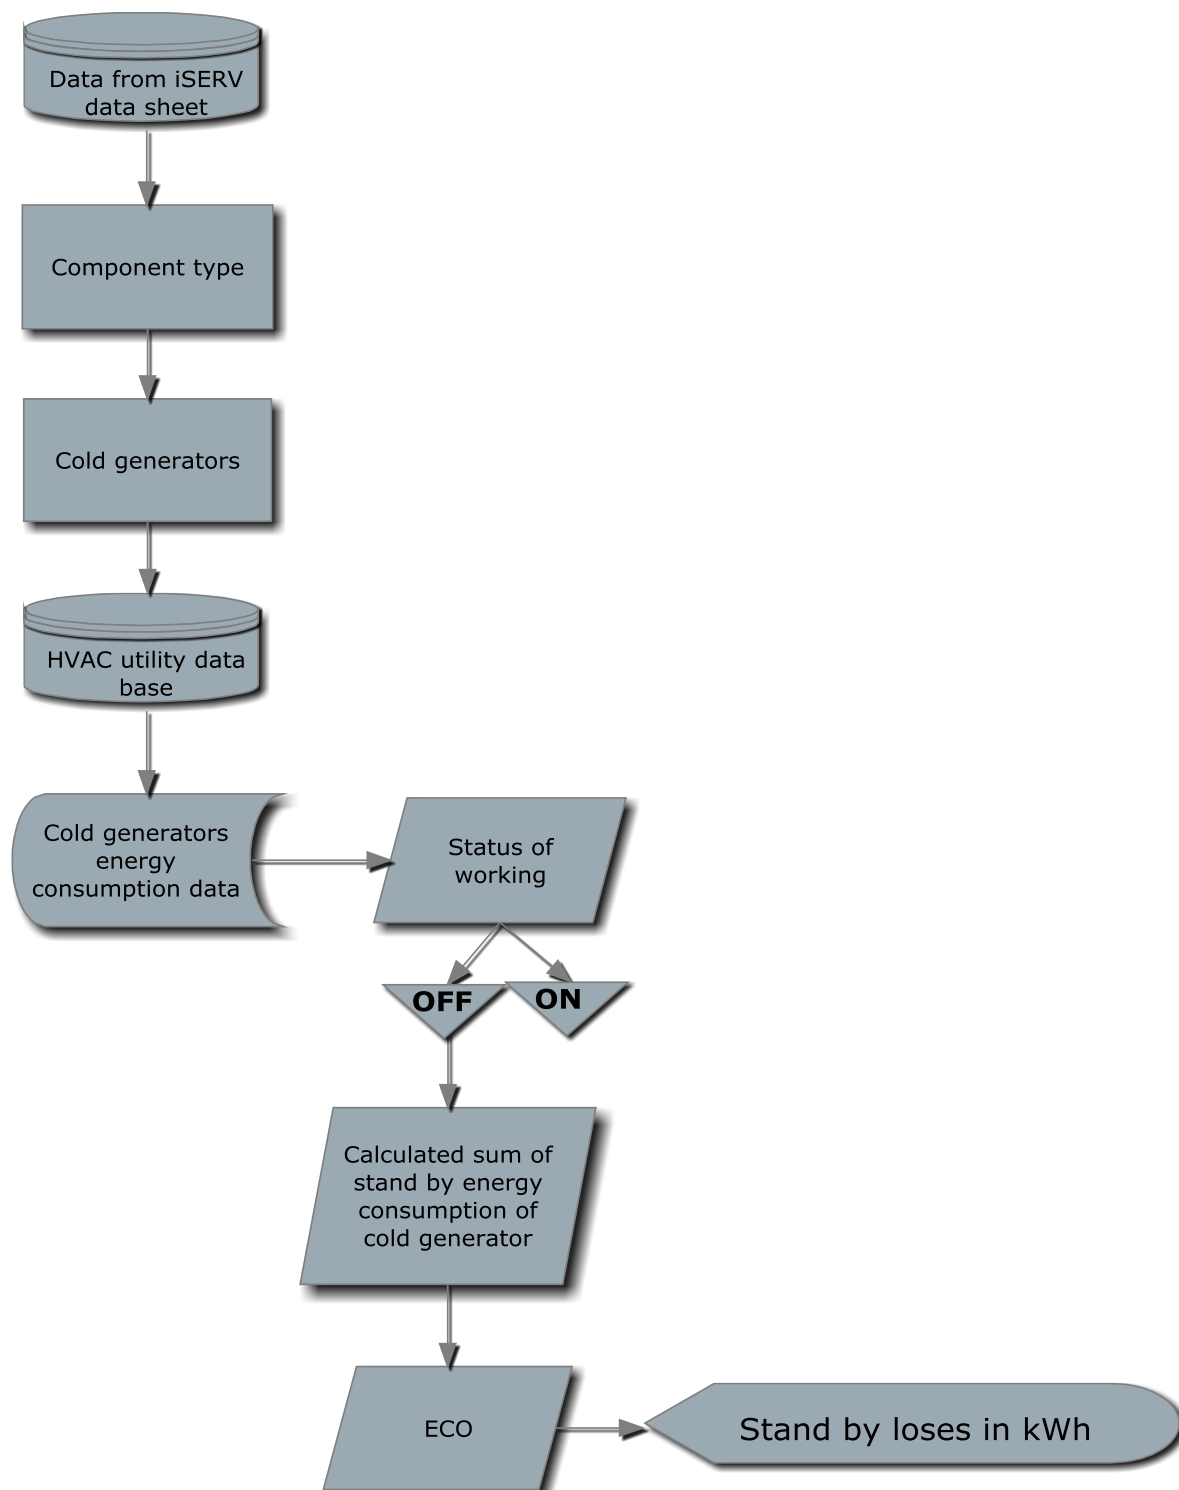 Data from iSERV
data sheet
Component type
Cold generators
HVAC utility data
base
Cold generators
energy
consumption data
Status of
working
OFF
ON
Calculated sum of
stand by energy
consumption of
cold generator
ECO
Stand by loses in kWh